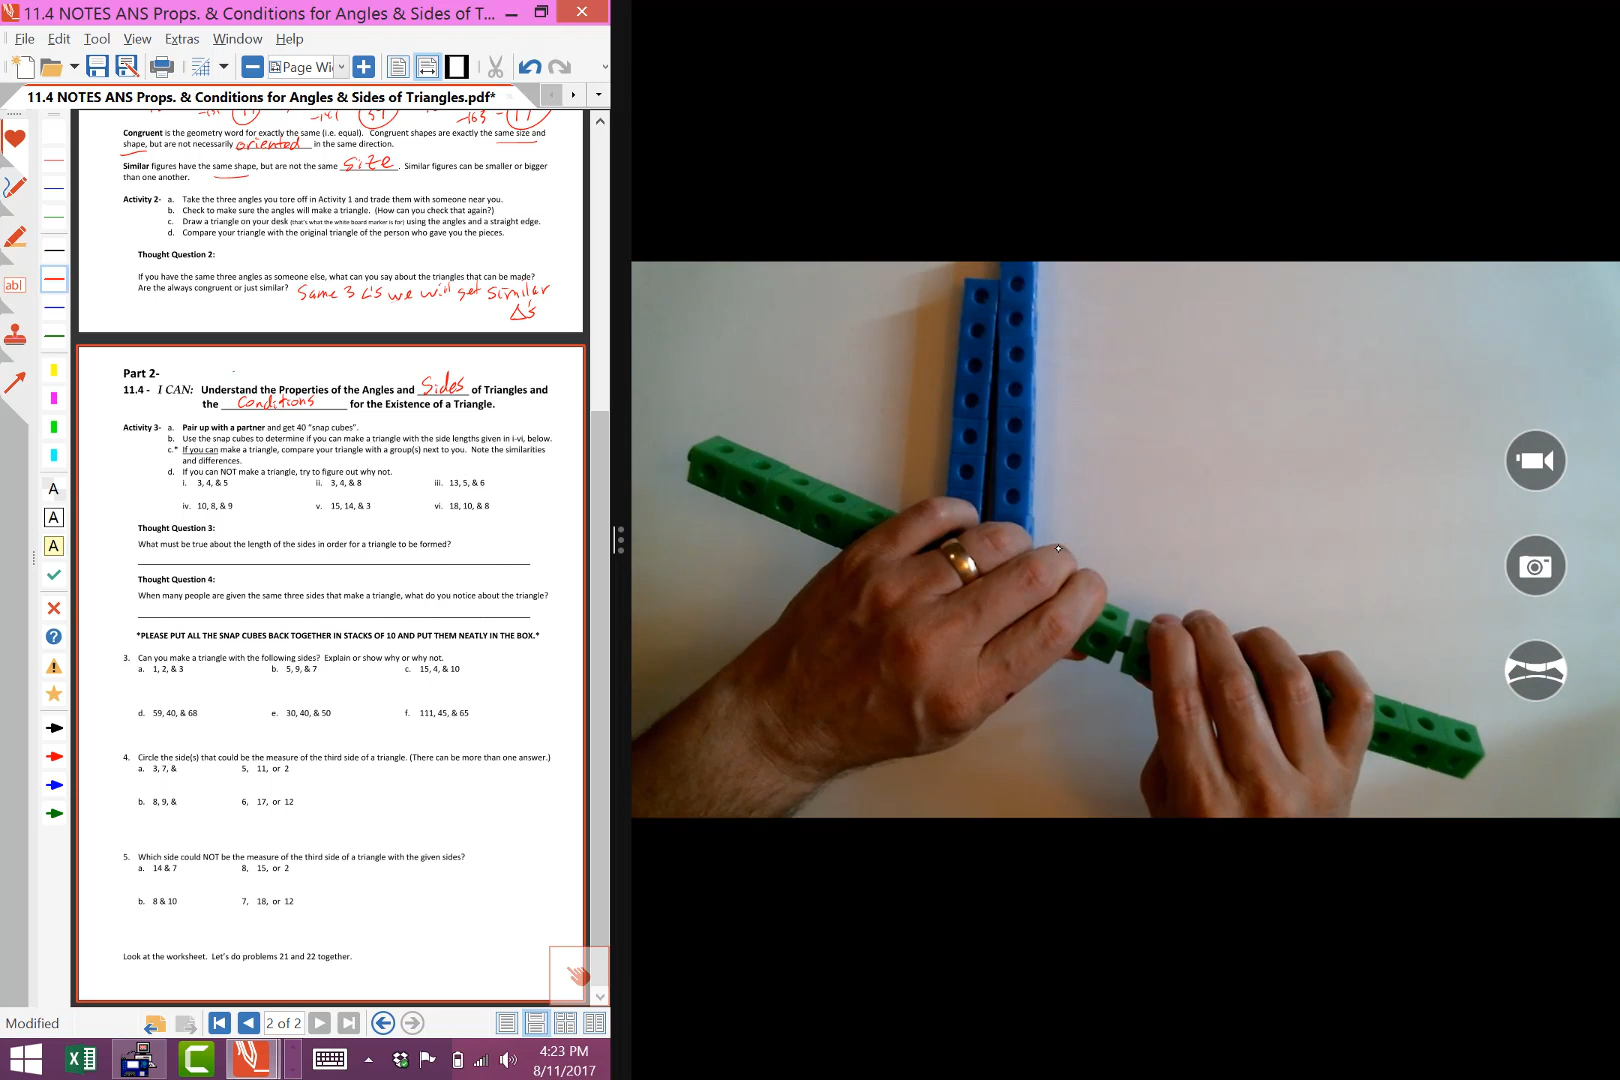 11.4 NOTES ANS Props. & Conditions for Angles & Sides of T...
File Edit Tool View Extras Window Help
Page Wi
11.4 NOTES ANS Props. & Conditions for Angles & Sides of Triangles.pdf*
Congruent is the geometry word for exactly the same (i.e. equal). Congruent shapes are exactly the same size and
shape, but are not necessarily oriented in the same direction.
Similar figures have the same shape, but are not the same size. Similar figures can be smaller or bigger
than one another.
Activity 2- a. Take the three angles you tore off in Activity 1 and trade them with someone near you.
b. Check to make sure the angles will make a triangle. (How can you check that again?)
c. Draw a triangle on your desk (that's what the white board marker is for) using the angles and a straight edge.
d. Compare your triangle with the original triangle of the person who gave you the pieces.
Thought Question 2:
If you have the same three angles as someone else, what can you say about the triangles that can be made?
Are the always congruent or just similar? Same 3 ∠'s we will get similar
Δ's
Part 2-
11.4 - I CAN: Understand the Properties of the Angles and Sides of Triangles and
the Conditions for the Existence of a Triangle.
Activity 3- a. Pair up with a partner and get 40 "snap cubes".
b. Use the snap cubes to determine if you can make a triangle with the side lengths given in i-vi, below.
c.* If you can make a triangle, compare your triangle with a group(s) next to you. Note the similarities
and differences.
d. If you can NOT make a triangle, try to figure out why not.
i. 3, 4, & 5 ii. 3, 4, & 8 iii. 13, 5, & 6
iv. 10, 8, & 9 v. 15, 14, & 3 vi. 18, 10, & 8
Thought Question 3:
What must be true about the length of the sides in order for a triangle to be formed?
Thought Question 4:
When many people are given the same three sides that make a triangle, what do you notice about the triangle?
*PLEASE PUT ALL THE SNAP CUBES BACK TOGETHER IN STACKS OF 10 AND PUT THEM NEATLY IN THE BOX.*
3. Can you make a triangle with the following sides? Explain or show why or why not.
a. 1, 2, & 3 b. 5, 9, & 7 c. 15, 4, & 10
d. 59, 40, & 68 e. 30, 40, & 50 f. 111, 45, & 65
4. Circle the side(s) that could be the measure of the third side of a triangle. (There can be more than one answer.)
a. 3, 7, & 5, 11, or 2
b. 8, 9, & 6, 17, or 12
5. Which side could NOT be the measure of the third side of a triangle with the given sides?
a. 14 & 7 8, 15, or 2
b. 8 & 10 7, 18, or 12
Look at the worksheet. Let's do problems 21 and 22 together.
abl
A
A
A
Modified 2 of 2
4:23 PM
8/11/2017